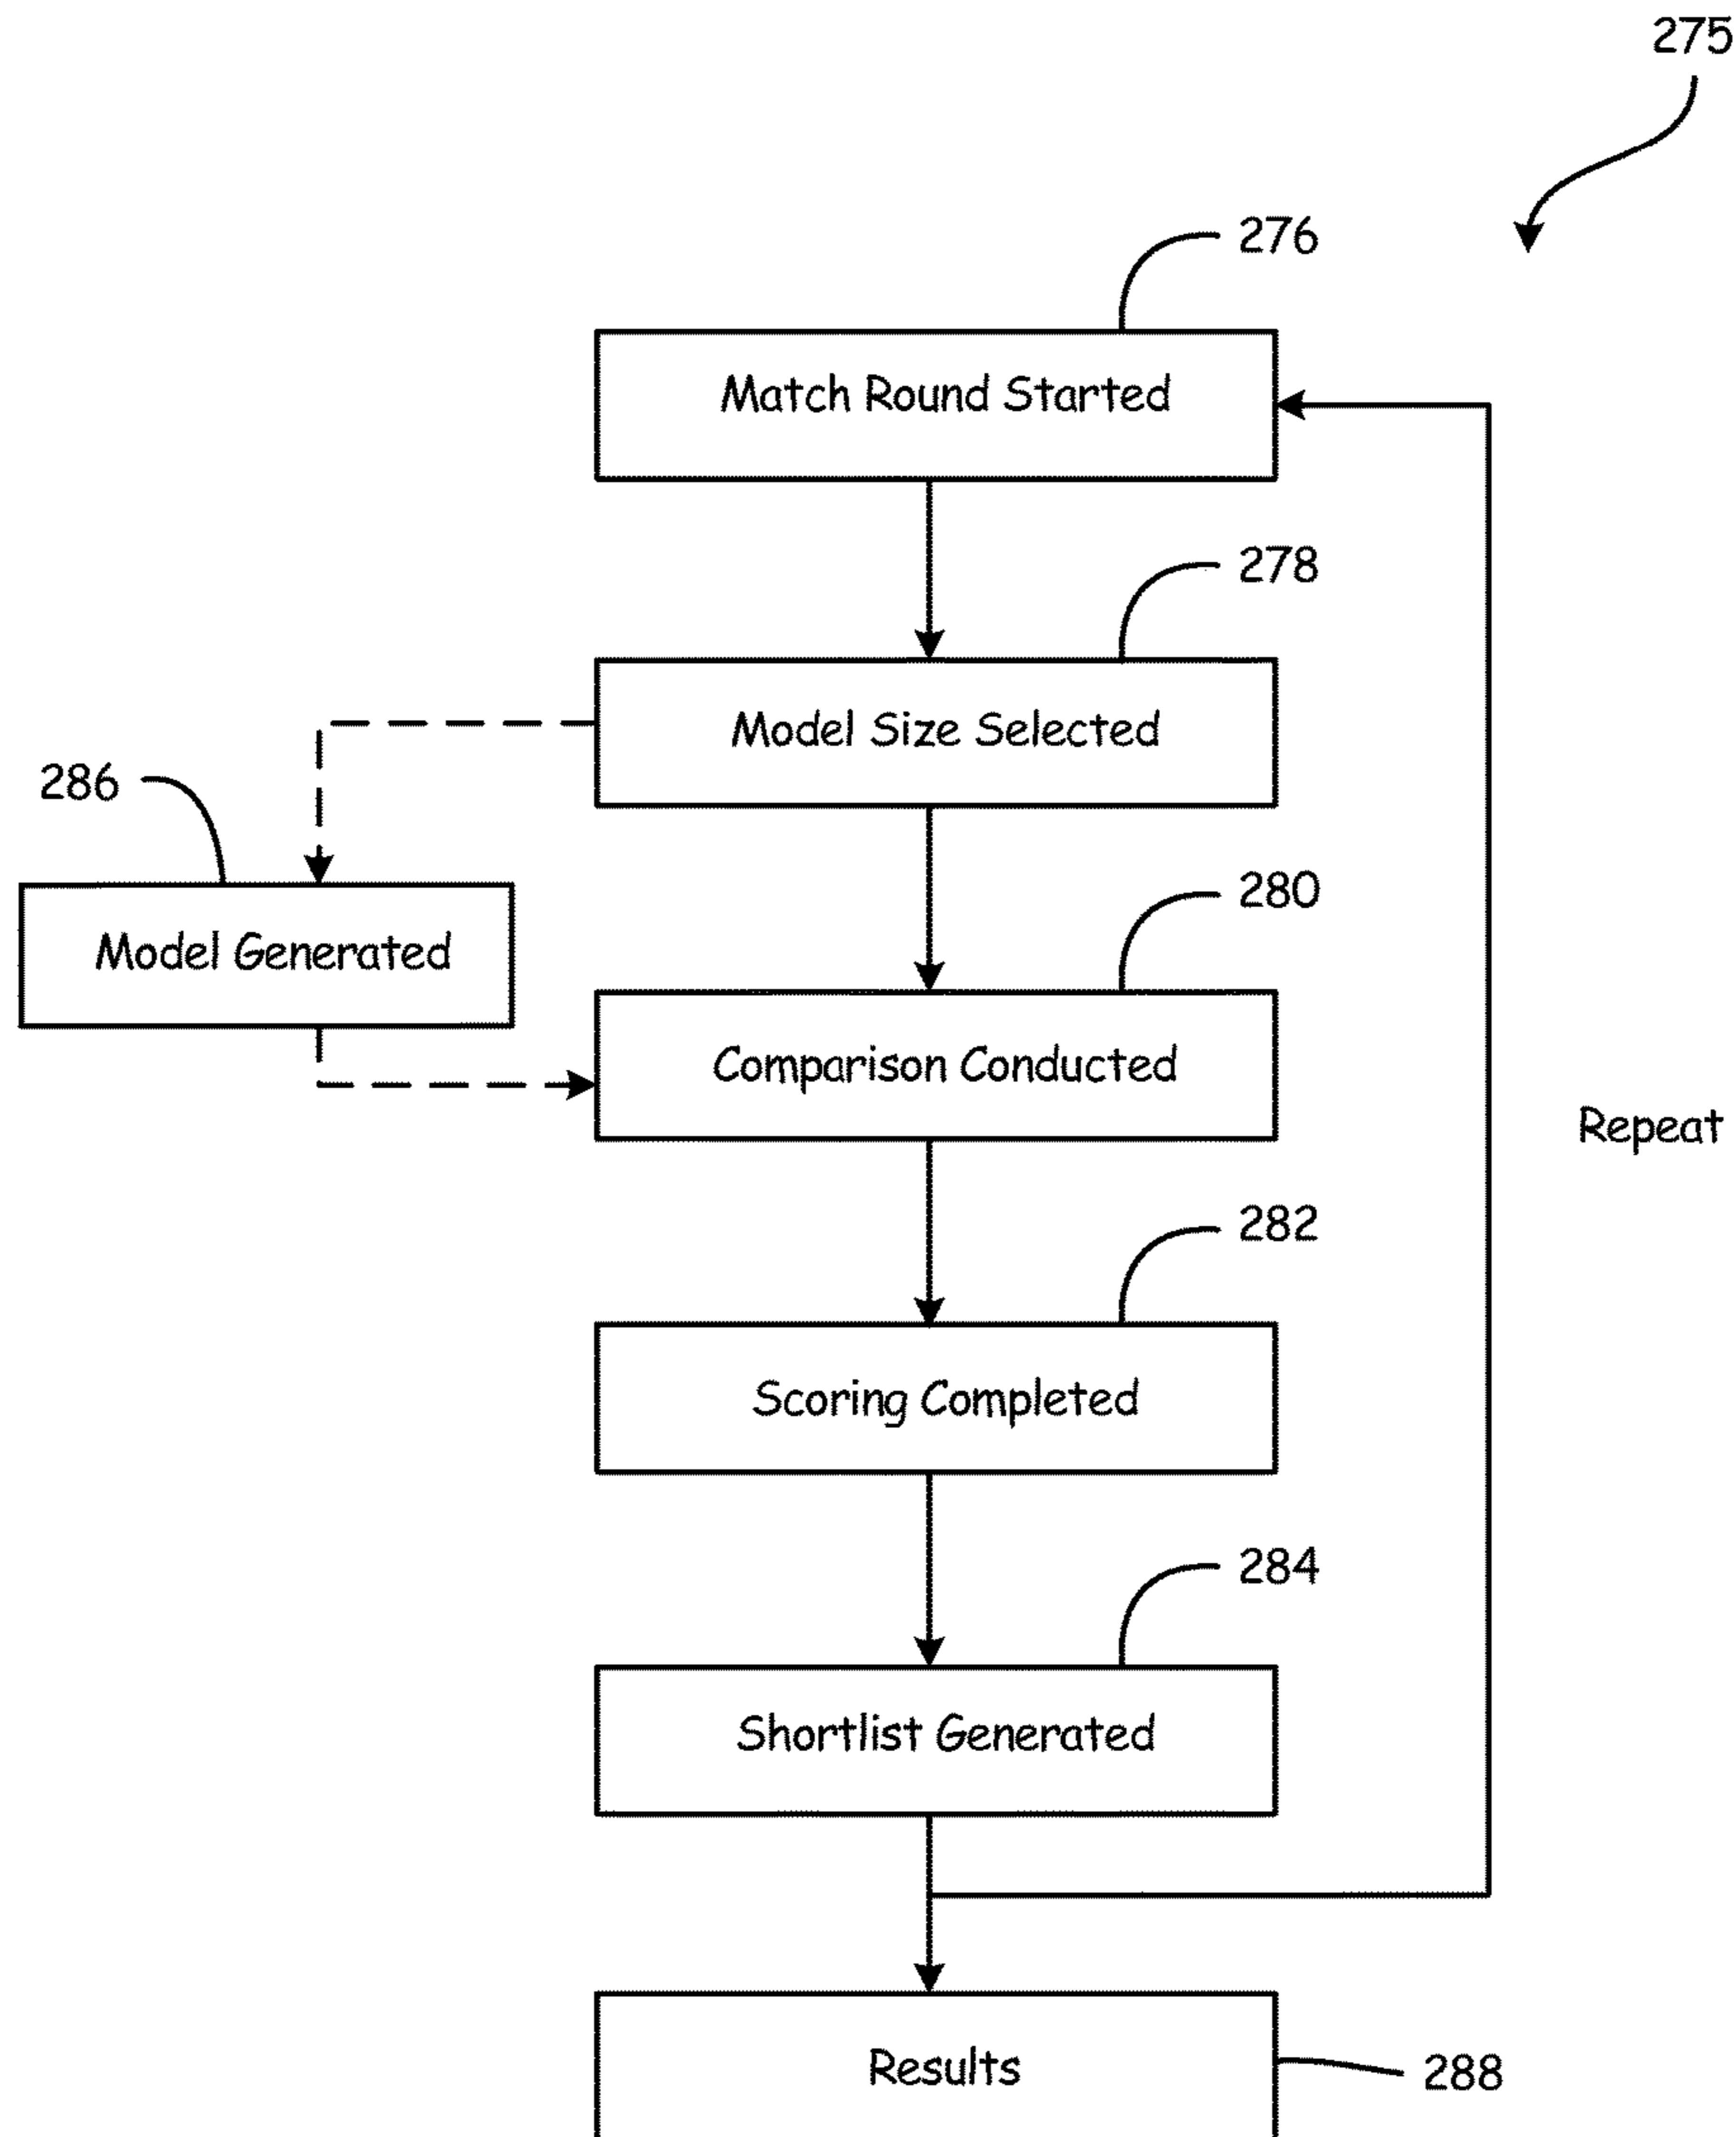 275
276
Match Round Started
278
Model Size Selected
286
280
Model Generated
Comparison Conducted
Repeat
282
Scoring Completed
284
Shortlist Generated
Results
288